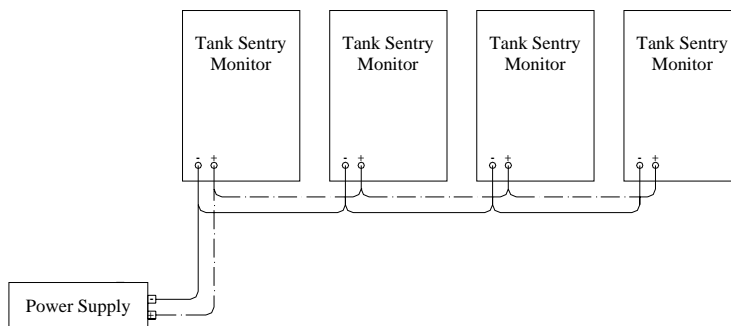 Tank Sentry
Monitor
Tank Sentry
Monitor
Tank Sentry
Monitor
Tank Sentry
Monitor
- +
- +
- +
- +
Power Supply
-
+